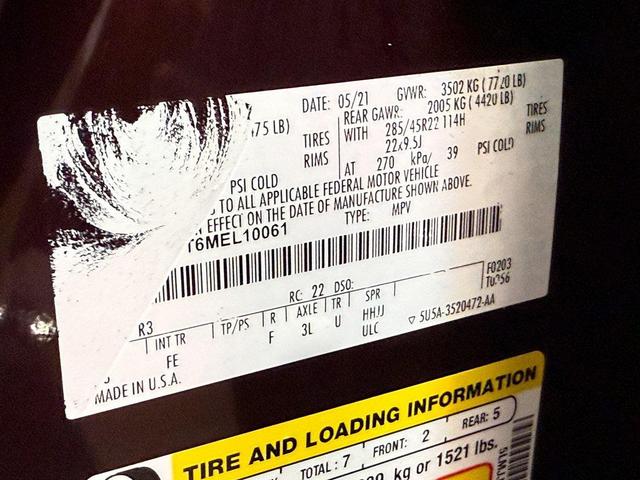 DATE: 05/21 GVWR: 3502 KG ( 7720 LB)
75 LB) REAR GAWR: 2005 KG ( 4420 LB)
TIRES WITH 285/45R22 114H TIRES
RIMS 22x9.5J RIMS
PSI COLD AT 270 kPa/ 39 PSI COLD
TO ALL APPLICABLE FEDERAL MOTOR VEHICLE
EFFECT ON THE DATE OF MANUFACTURE SHOWN ABOVE.
T6MEL10061 TYPE: MPV
RC: 22 DSO: F0203
R3 INT TR TP/PS R AXLE TR SPR
FE F 3L U HHJJ
ULC ▽ 5U5A-3520472-AA
MADE IN U.S.A.
TIRE AND LOADING INFORMATION
TOTAL: 7 FRONT: 2 REAR: 5
kg or 1521 lbs.